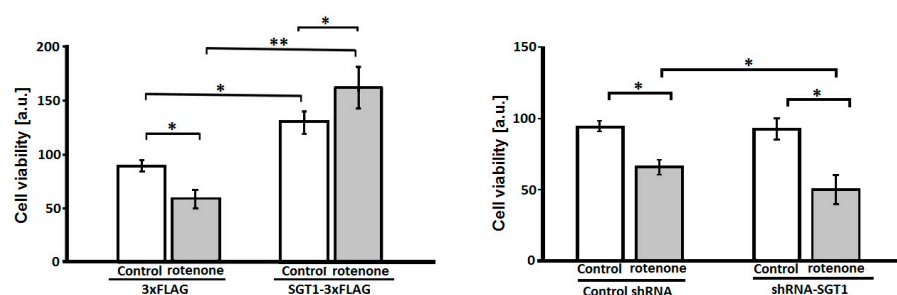 *
**
*
*
Cell viability [a.u.]
200
150
100
50
0
Control rotenone
Control rotenone
3xFLAG
SGT1-3xFLAG
*
*
*
Cell viability [a.u.]
150
100
50
0
Control rotenone
Control rotenone
Control shRNA
shRNA-SGT1